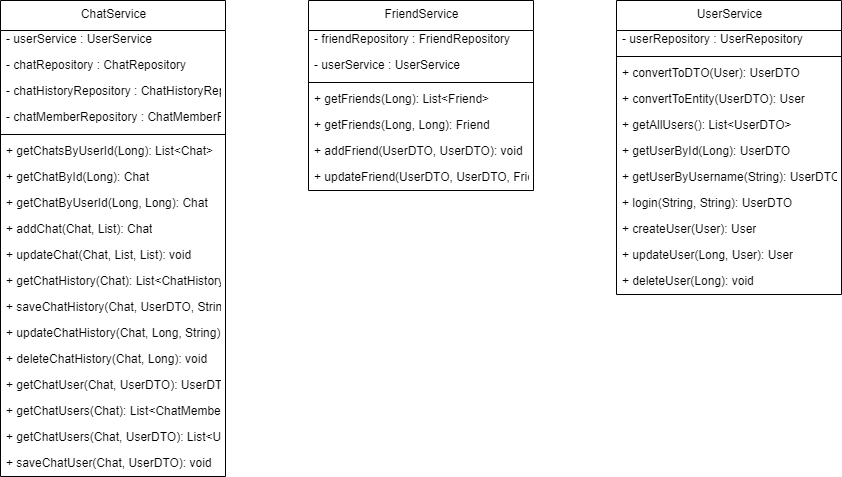 ChatService
- userService : UserService
- chatRepository : ChatRepository
- chatHistoryRepository : ChatHistoryRep
- chatMemberRepository : ChatMemberR
+ getChatsByUserId(Long): List<Chat>
+ getChatById(Long): Chat
+ getChatByUserId(Long, Long): Chat
+ addChat(Chat, List): Chat
+ updateChat(Chat, List, List): void
+ getChatHistory(Chat): List<ChatHistory
+ saveChatHistory(Chat, UserDTO, Strin
+ updateChatHistory(Chat, Long, String)
+ deleteChatHistory(Chat, Long): void
+ getChatUser(Chat, UserDTO): UserDT
+ getChatUsers(Chat): List<ChatMembe
+ getChatUsers(Chat, UserDTO): List<U
+ saveChatUser(Chat, UserDTO): void
FriendService
- friendRepository : FriendRepository
- userService : UserService
+ getFriends(Long): List<Friend>
+ getFriends(Long, Long): Friend
+ addFriend(UserDTO, UserDTO): void
+ updateFriend(UserDTO, UserDTO, Frie
UserService
- userRepository : UserRepository
+ convertToDTO(User): UserDTO
+ convertToEntity(UserDTO): User
+ getAllUsers(): List<UserDTO>
+ getUserById(Long): UserDTO
+ getUserByUsername(String): UserDTO
+ login(String, String): UserDTO
+ createUser(User): User
+ updateUser(Long, User): User
+ deleteUser(Long): void